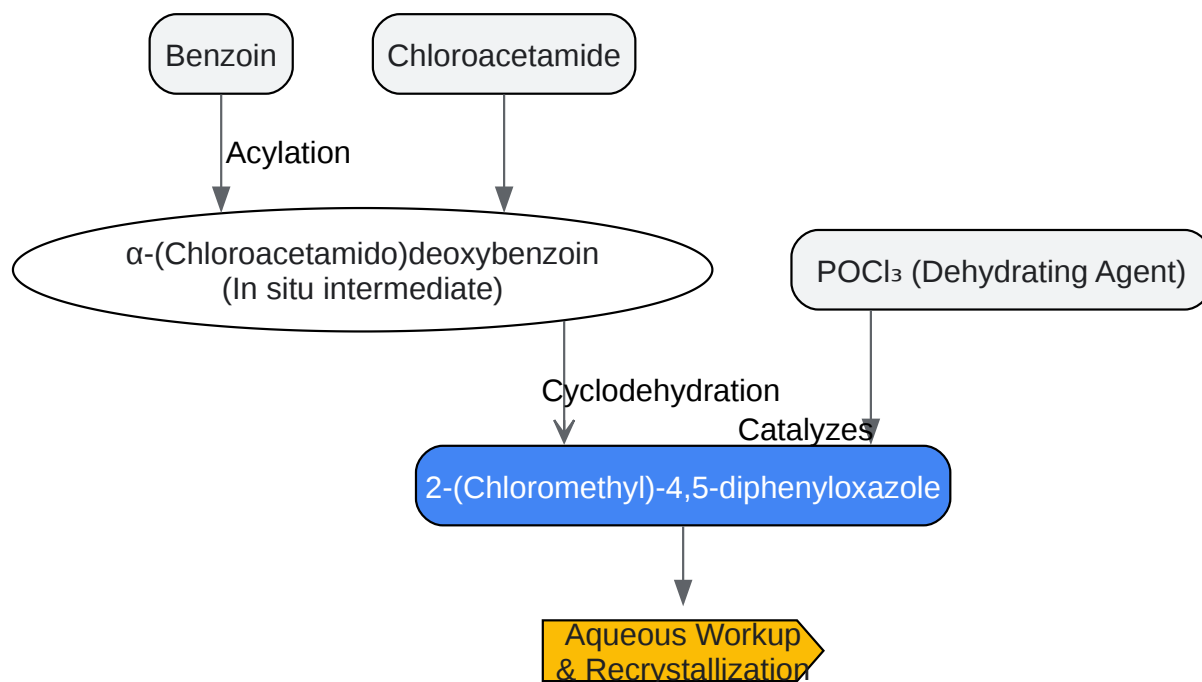 Benzoin
Chloroacetamide
Acylation
α-(Chloroacetamido)deoxybenzoin
(In situ intermediate)
POCl₃ (Dehydrating Agent)
Cyclodehydration
Catalyzes
2-(Chloromethyl)-4,5-diphenyloxazole
Aqueous Workup
& Recrystallization